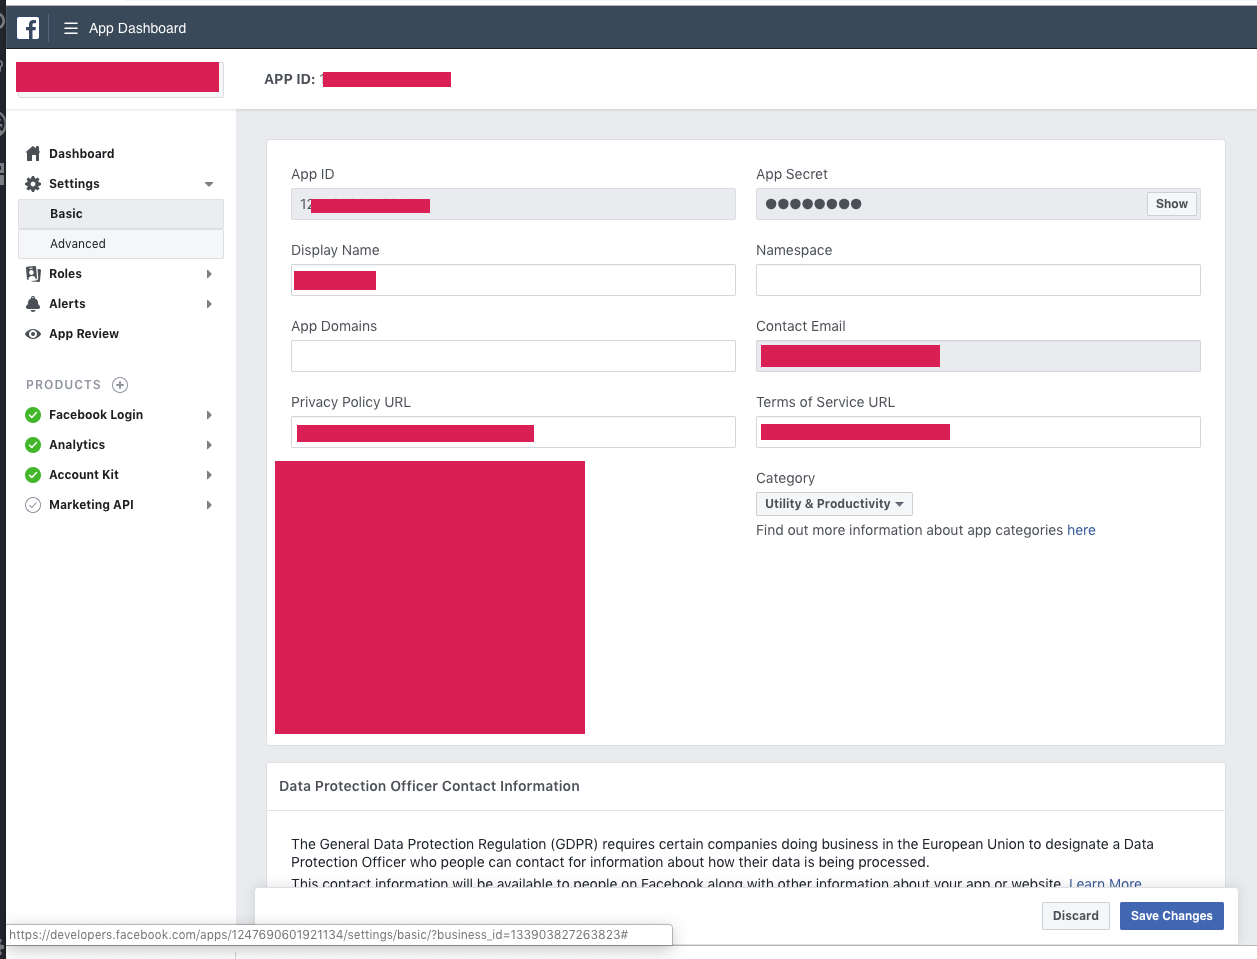 App Dashboard
APP ID:
Dashboard
Settings
Basic
Advanced
Roles
Alerts
App Review
PRODUCTS
Facebook Login
Analytics
Account Kit
Marketing API
App ID
12
App Secret
Show
Display Name
Namespace
App Domains
Contact Email
Privacy Policy URL
Terms of Service URL
Category
Utility & Productivity
Find out more information about app categories here
Data Protection Officer Contact Information
The General Data Protection Regulation (GDPR) requires certain companies doing business in the European Union to designate a Data
Protection Officer who people can contact for information about how their data is being processed.
This contact information will be available to people on Facebook along with other information about your app or website. Learn More
Discard
Save Changes
https://developers.facebook.com/apps/1247690601921134/settings/basic/?business_id=133903827263823#